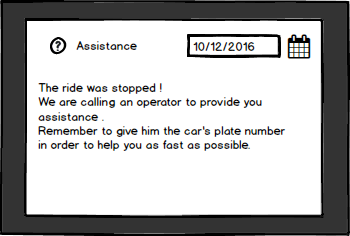 ? Assistance 10/12/2016
The ride was stopped !
We are calling an operator to provide you
assistance .
Remember to give him the car's plate number
in order to help you as fast as possible.